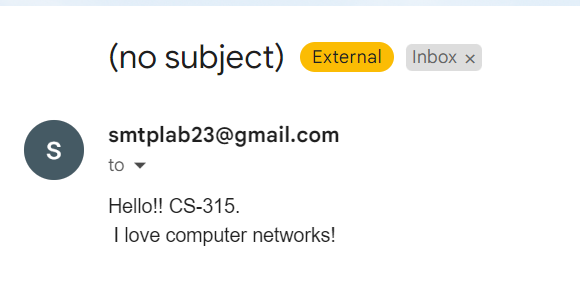 (no subject) External Inbox ×
S
smtplab23@gmail.com
to
Hello!! CS-315.
I love computer networks!